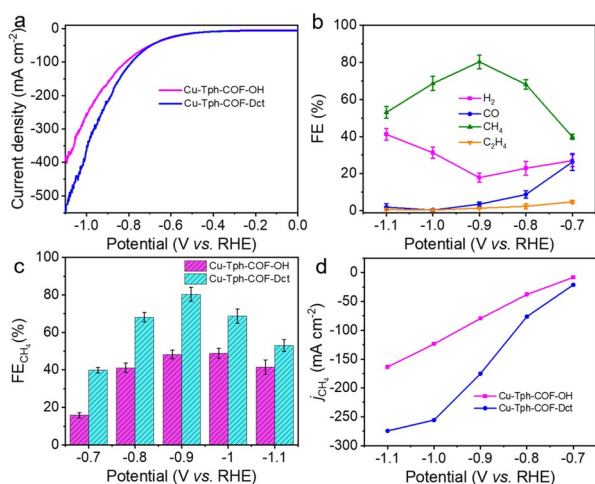 a
Current density (mA cm⁻²)
0
-100
-200
-300
-400
-500
Cu-Tph-COF-OH
Cu-Tph-COF-Dct
-1.0
-0.8
-0.6
-0.4
-0.2
0.0
Potential (V vs. RHE)
b
FE (%)
100
80
60
40
20
0
H₂
CO
CH₄
C₂H₄
-1.1
-1.0
-0.9
-0.8
-0.7
Potential (V vs. RHE)
c
FE_CH₄(%)
100
80
60
40
20
0
Cu-Tph-COF-OH
Cu-Tph-COF-Dct
-0.7
-0.8
-0.9
-1
-1.1
Potential (V vs. RHE)
d
j_CH₄ (mA cm⁻²)
0
-50
-100
-150
-200
-250
-300
Cu-Tph-COF-OH
Cu-Tph-COF-Dct
-1.1
-1.0
-0.9
-0.8
-0.7
Potential (V vs. RHE)